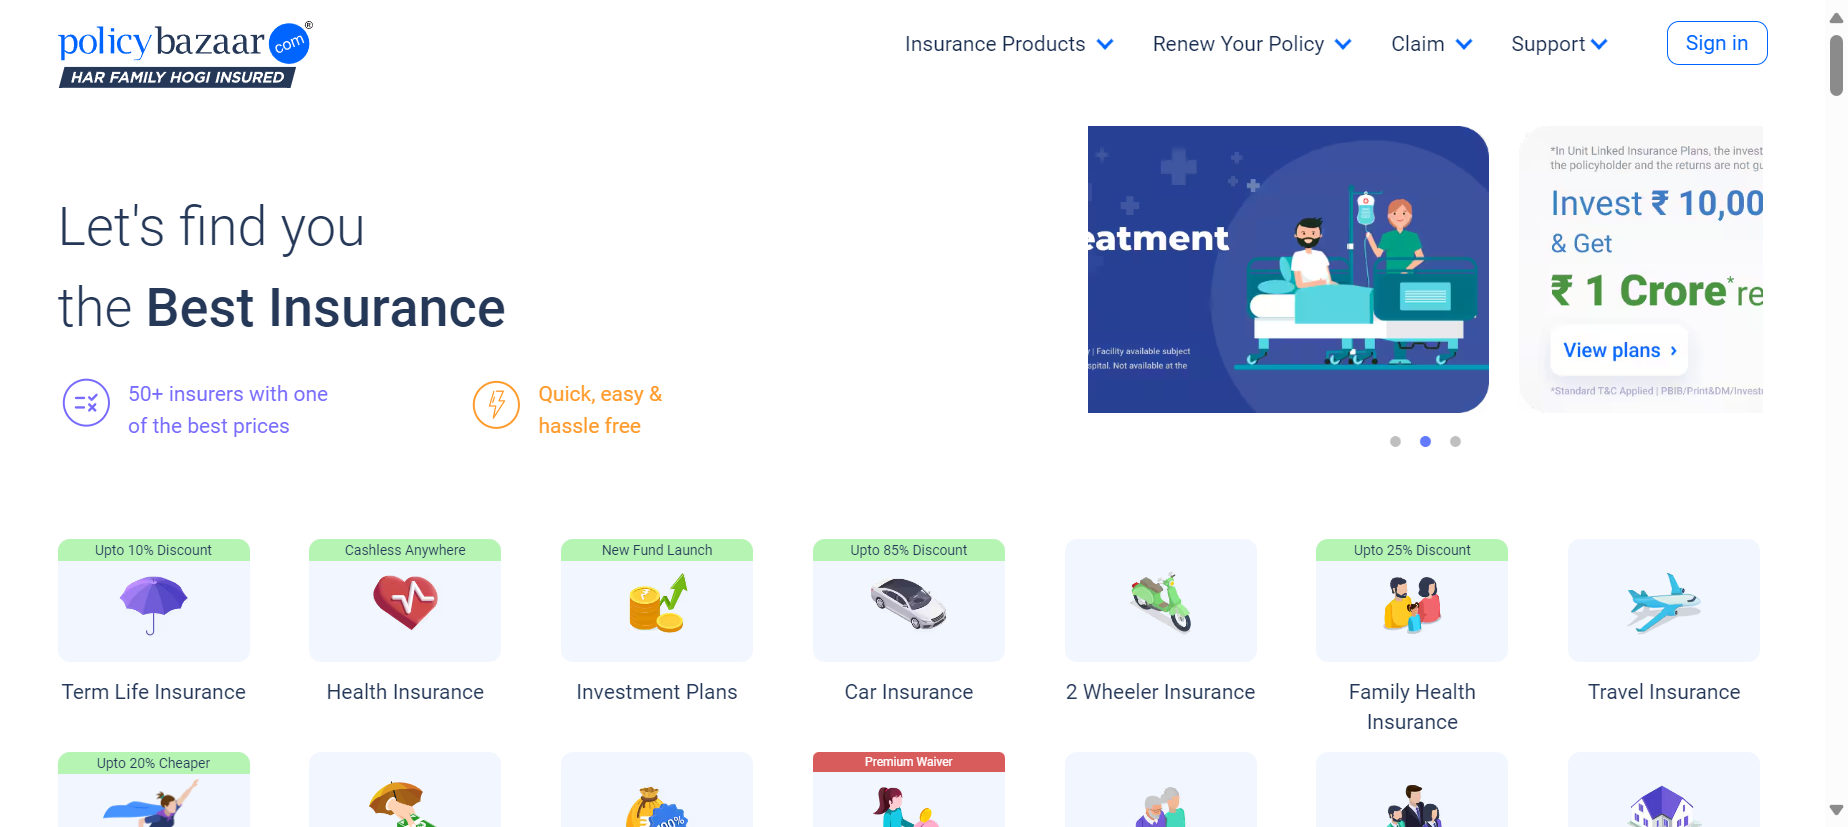 policybazaar com ®
HAR FAMILY HOGI INSURED
Insurance Products
Renew Your Policy
Claim
Support
Sign in
Let's find you
the Best Insurance
50+ insurers with one
of the best prices
Quick, easy &
hassle free
eatment
| Facility available subject
spital. Not available at the
*In Unit Linked Insurance Plans, the invest
the policyholder and the returns are not gu
Invest ₹ 10,00
& Get
₹ 1 Crore* re
View plans ›
*Standard T&C Applied | PBIB/Print&DM/Invest
Upto 10% Discount
Cashless Anywhere
New Fund Launch
Upto 85% Discount
Upto 25% Discount
₹
Term Life Insurance
Health Insurance
Investment Plans
Car Insurance
2 Wheeler Insurance
Family Health
Insurance
Travel Insurance
Upto 20% Cheaper
Premium Waiver
₹
100%